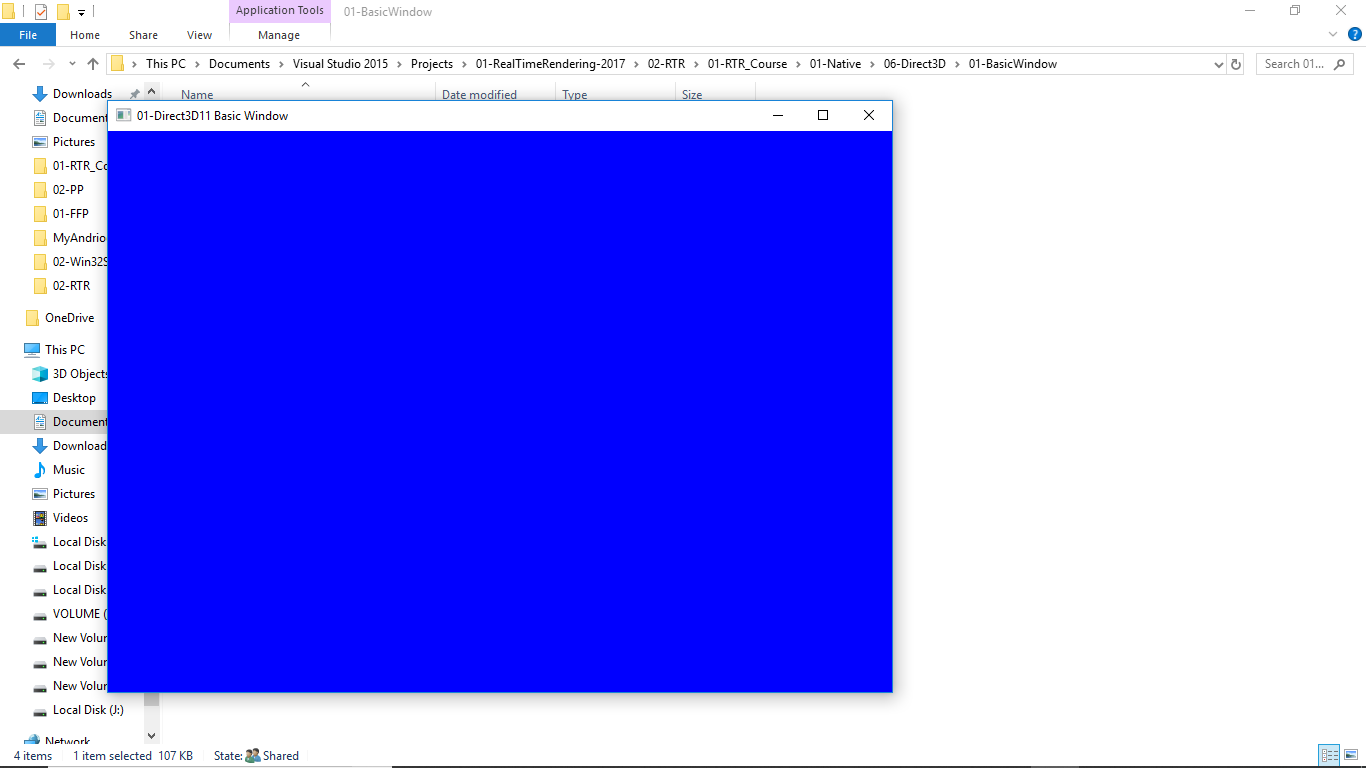 Application Tools
01-BasicWindow
File Home Share View Manage
This PC Documents Visual Studio 2015 Projects 01-RealTimeRendering-2017 02-RTR 01-RTR_Course 01-Native 06-Direct3D 01-BasicWindow
Search 01...
Name Date modified Type Size
01-Direct3D11 Basic Window
Downloads
Document
Pictures
01-RTR_Co
02-PP
01-FFP
MyAndrio
02-Win32S
02-RTR
OneDrive
This PC
3D Objects
Desktop
Document
Download
Music
Pictures
Videos
Local Disk
Local Disk
Local Disk
VOLUME (
New Volur
New Volur
New Volur
Local Disk (J:)
Network
4 items 1 item selected 107 KB State: Shared